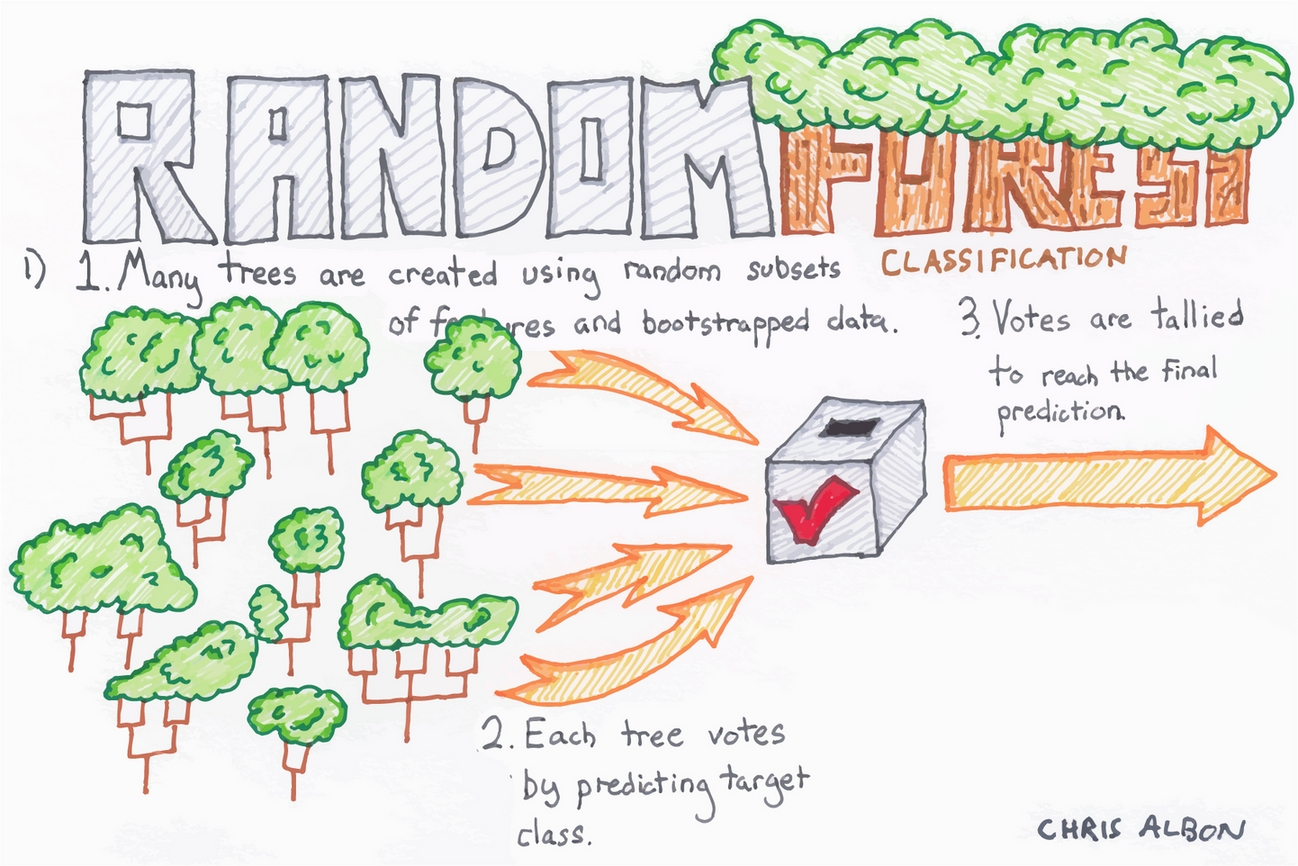 RANDOM FOREST
CLASSIFICATION
1) 1. Many trees are created using random subsets
of features and bootstrapped data.
2. Each tree votes
by predicting target
class.
3. Votes are tallied
to reach the final
prediction.
CHRIS ALBON